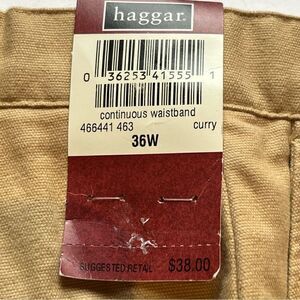 haggar.
0 36253 41555 1
continuous waistband
466441 463 curry
36W
SUGGESTED RETAIL $38.00